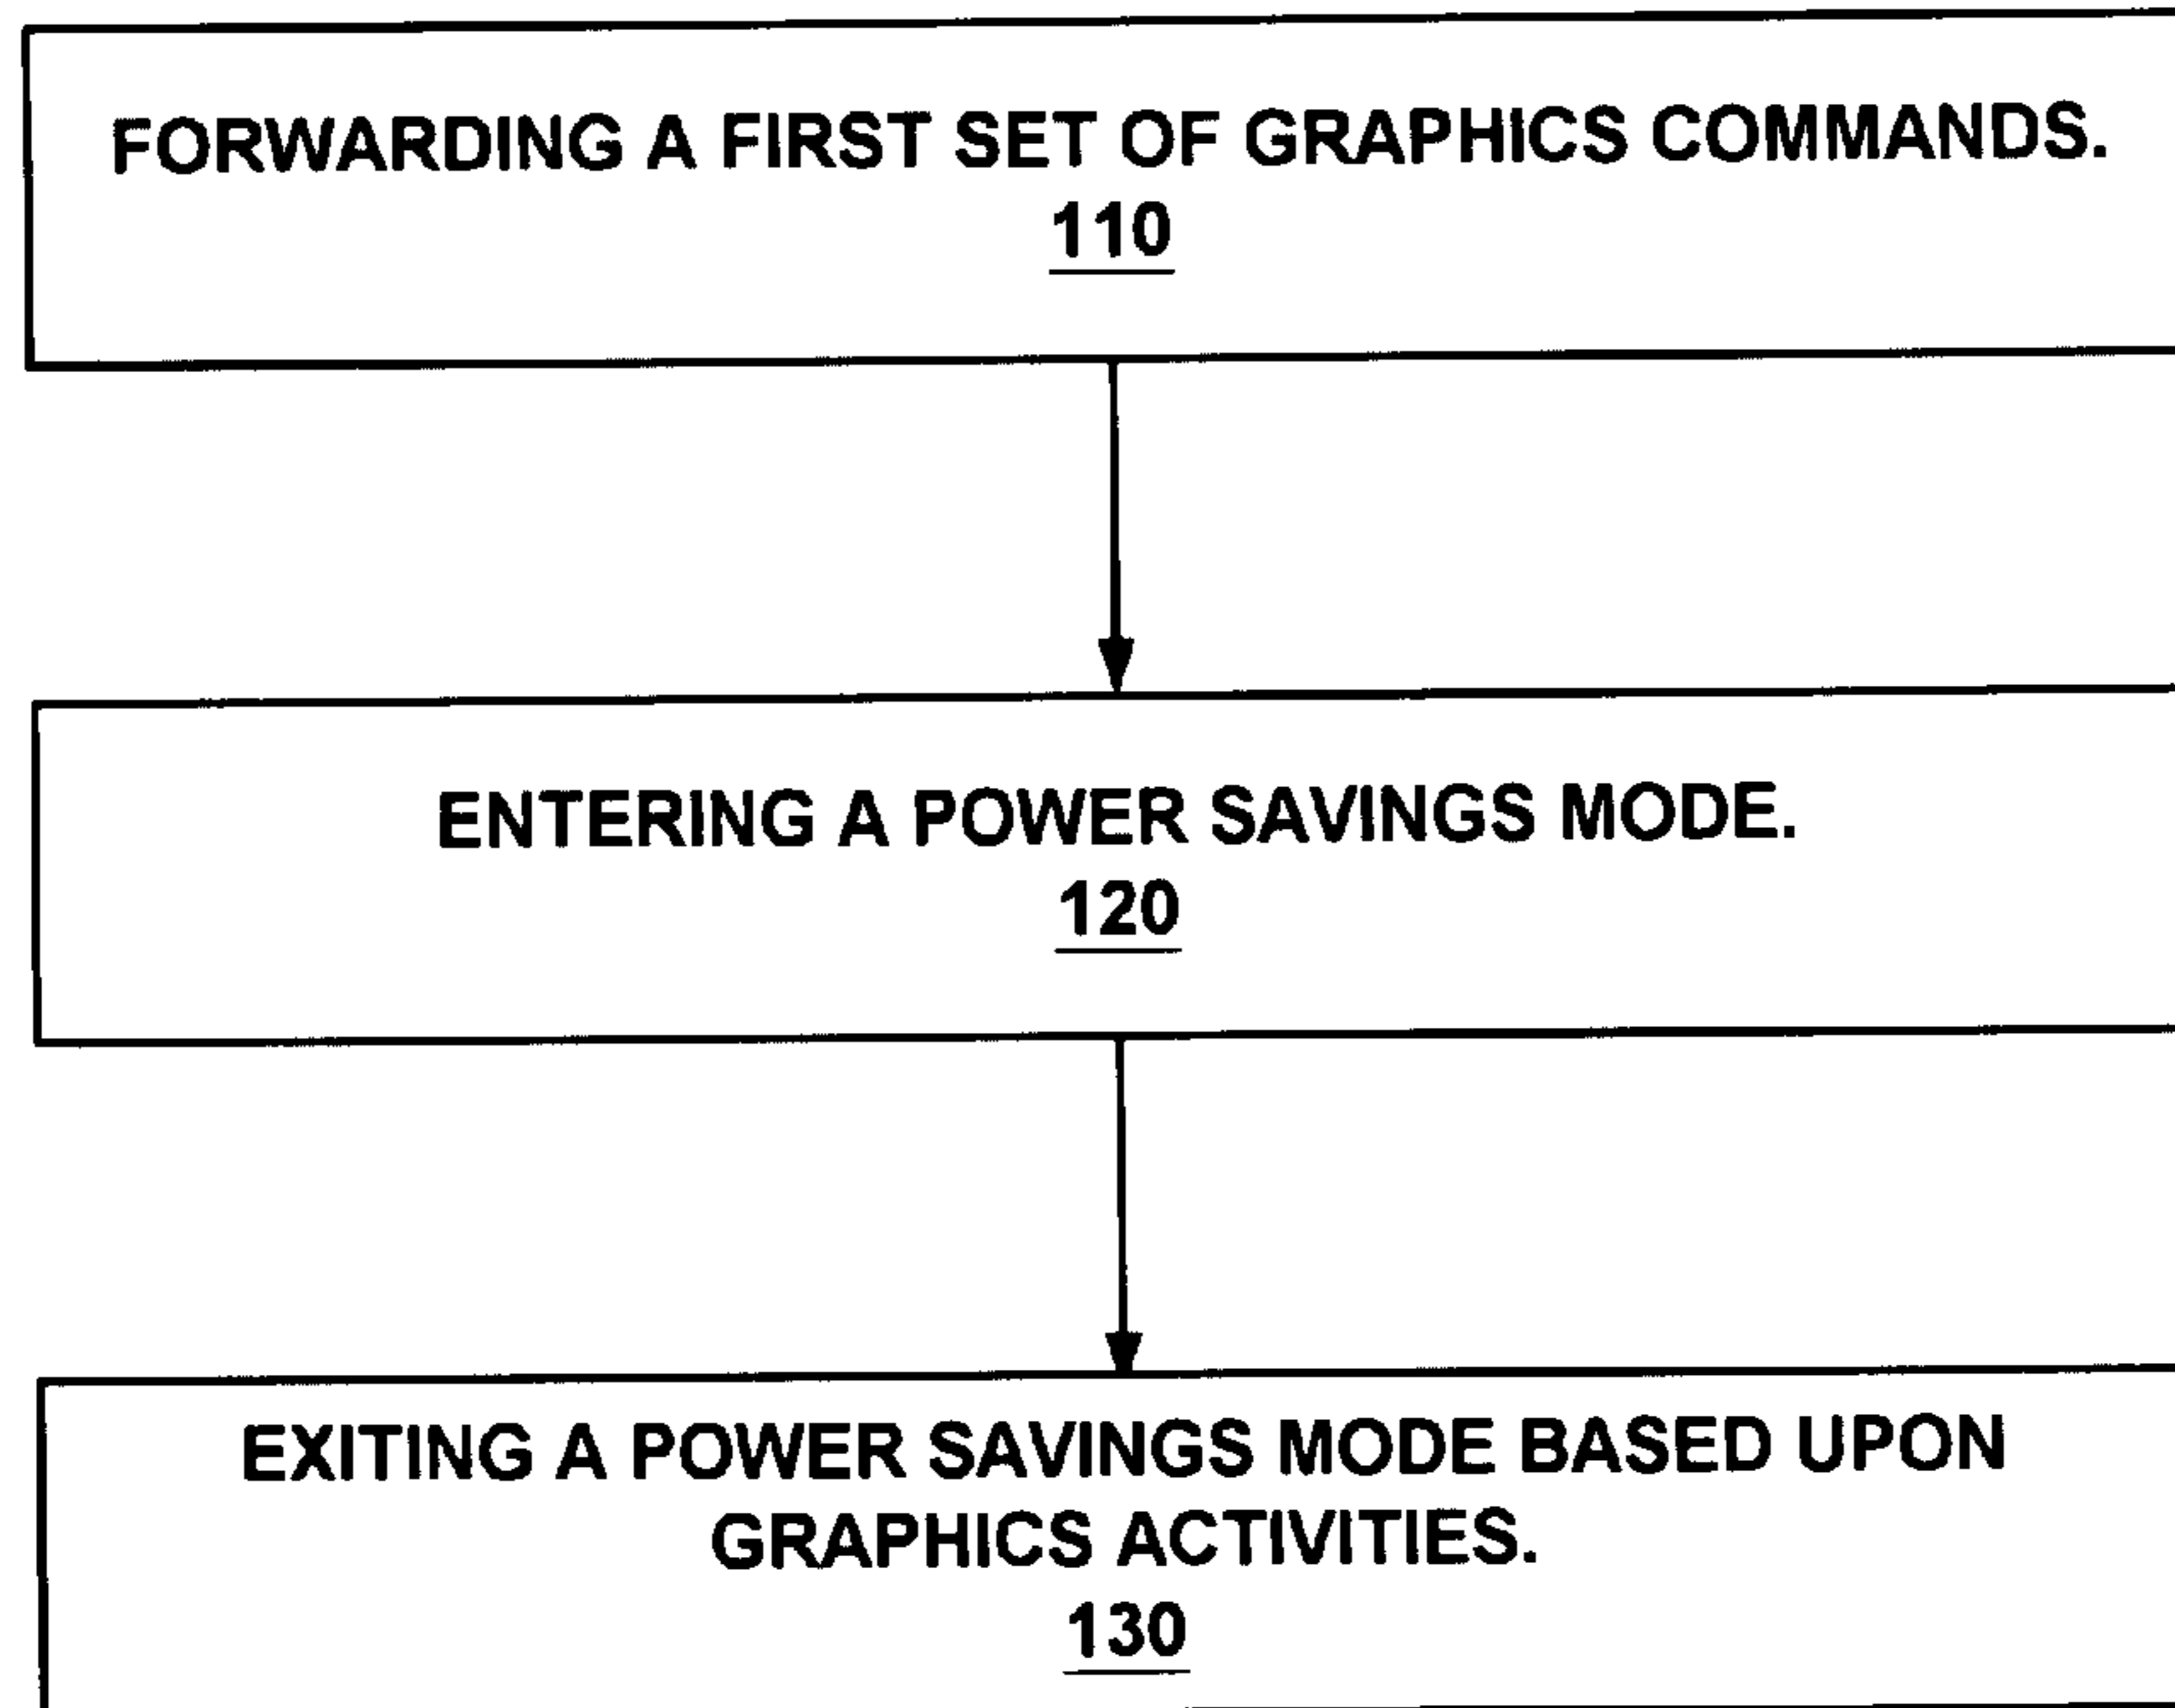 FORWARDING A FIRST SET OF GRAPHICS COMMANDS.
110
ENTERING A POWER SAVINGS MODE.
120
EXITING A POWER SAVINGS MODE BASED UPON
GRAPHICS ACTIVITIES.
130